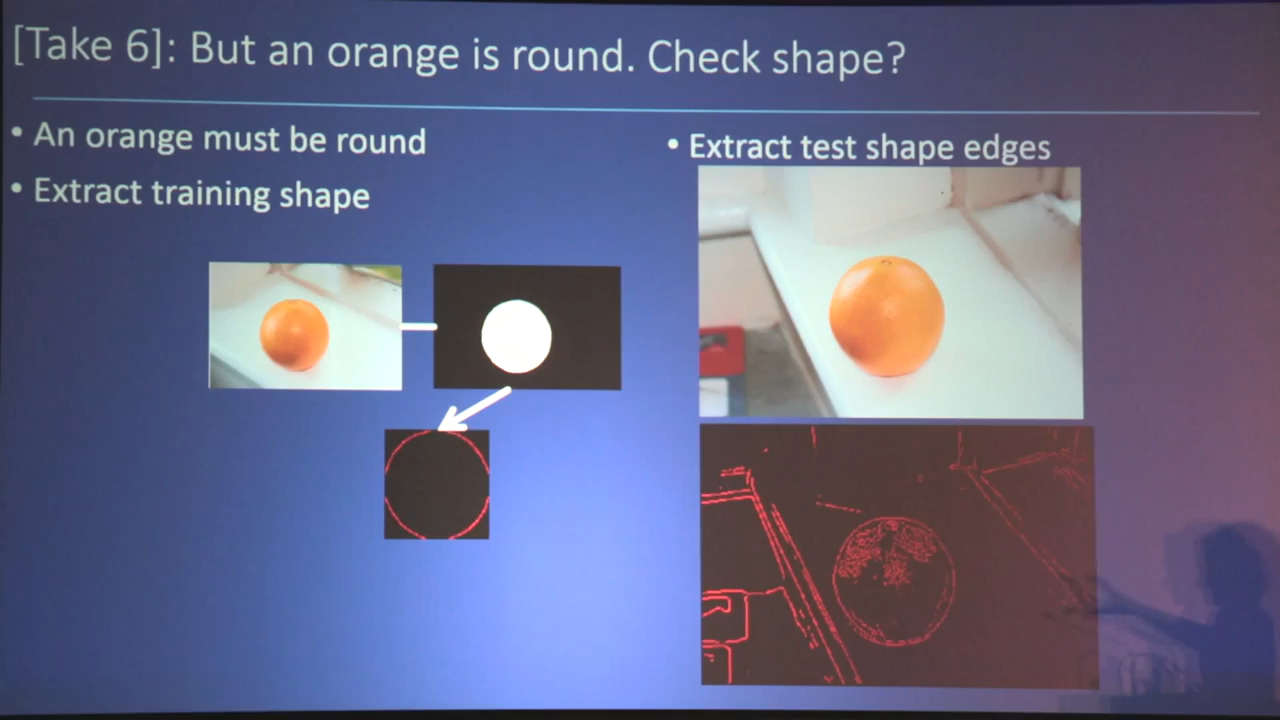 [Take 6]: But an orange is round. Check shape?
• An orange must be round
• Extract training shape
• Extract test shape edges